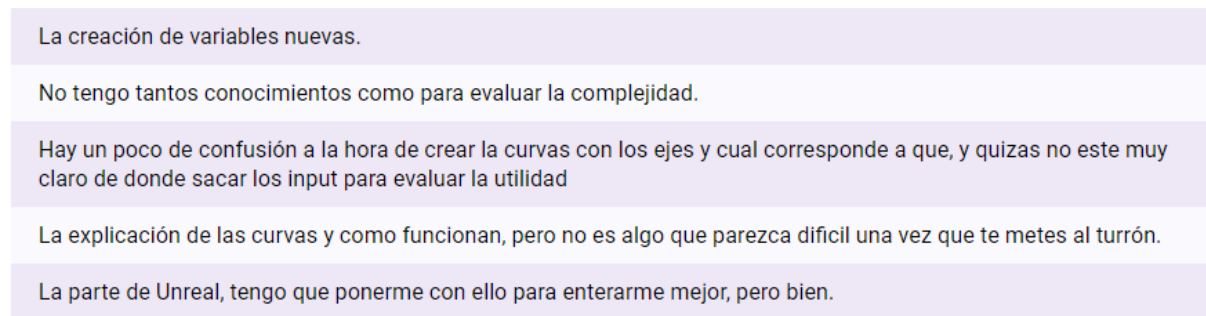 La creación de variables nuevas.
No tengo tantos conocimientos como para evaluar la complejidad.
Hay un poco de confusión a la hora de crear la curvas con los ejes y cual corresponde a que, y quizas no este muy
claro de donde sacar los input para evaluar la utilidad
La explicación de las curvas y como funcionan, pero no es algo que parezca dificil una vez que te metes al turrón.
La parte de Unreal, tengo que ponerme con ello para enterarme mejor, pero bien.